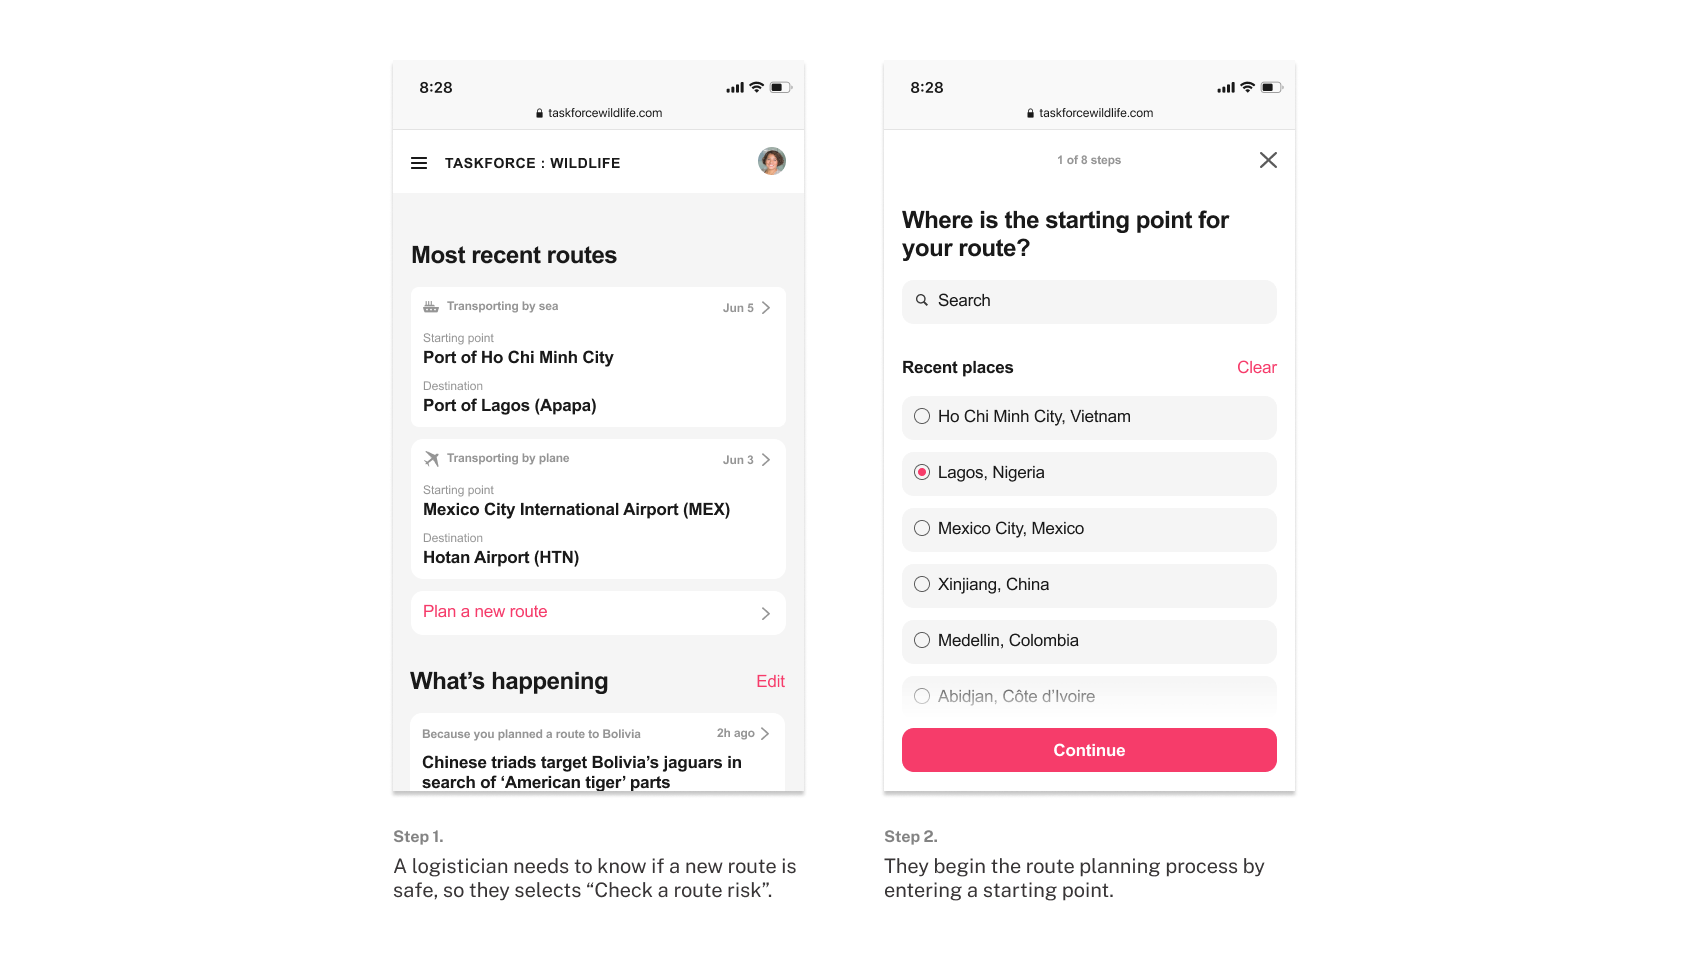 8:28
taskforcewildlife.com
TASKFORCE : WILDLIFE
Most recent routes
Transporting by sea
Jun 5
Starting point
Port of Ho Chi Minh City
Destination
Port of Lagos (Apapa)
Transporting by plane
Jun 3
Starting point
Mexico City International Airport (MEX)
Destination
Hotan Airport (HTN)
Plan a new route
What’s happening
Edit
Because you planned a route to Bolivia
2h ago
Chinese triads target Bolivia’s jaguars in
search of ‘American tiger’ parts
Step 1.
A logistician needs to know if a new route is
safe, so they selects “Check a route risk”.
8:28
taskforcewildlife.com
1 of 8 steps
Where is the starting point for
your route?
Search
Recent places
Clear
Ho Chi Minh City, Vietnam
Lagos, Nigeria
Mexico City, Mexico
Xinjiang, China
Medellin, Colombia
Abidjan, Côte d’Ivoire
Continue
Step 2.
They begin the route planning process by
entering a starting point.